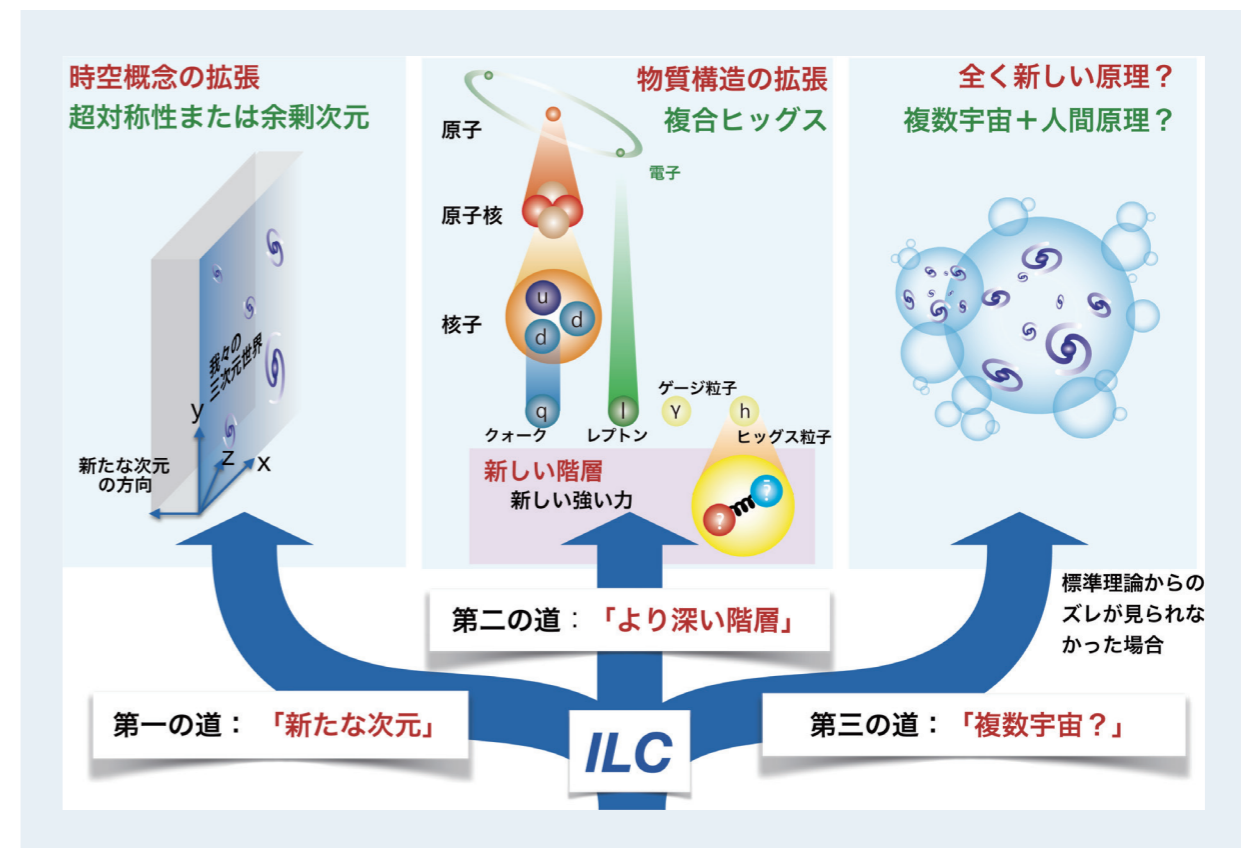 時空概念の拡張
超対称性または余剰次元
我々の
三次元世界
y
z
x
新たな次元
の方向
物質構造の拡張
複合ヒッグス
原子
電子
原子核
核子
u
d
d
q
l
γ
h
ゲージ粒子
クォーク
レプトン
ヒッグス粒子
新しい階層
新しい強い力
?
?
全く新しい原理？
複数宇宙＋人間原理？
標準理論からの
ズレが見られな
かった場合
第二の道：「より深い階層」
第一の道：「新たな次元」
第三の道：「複数宇宙？」
ILC